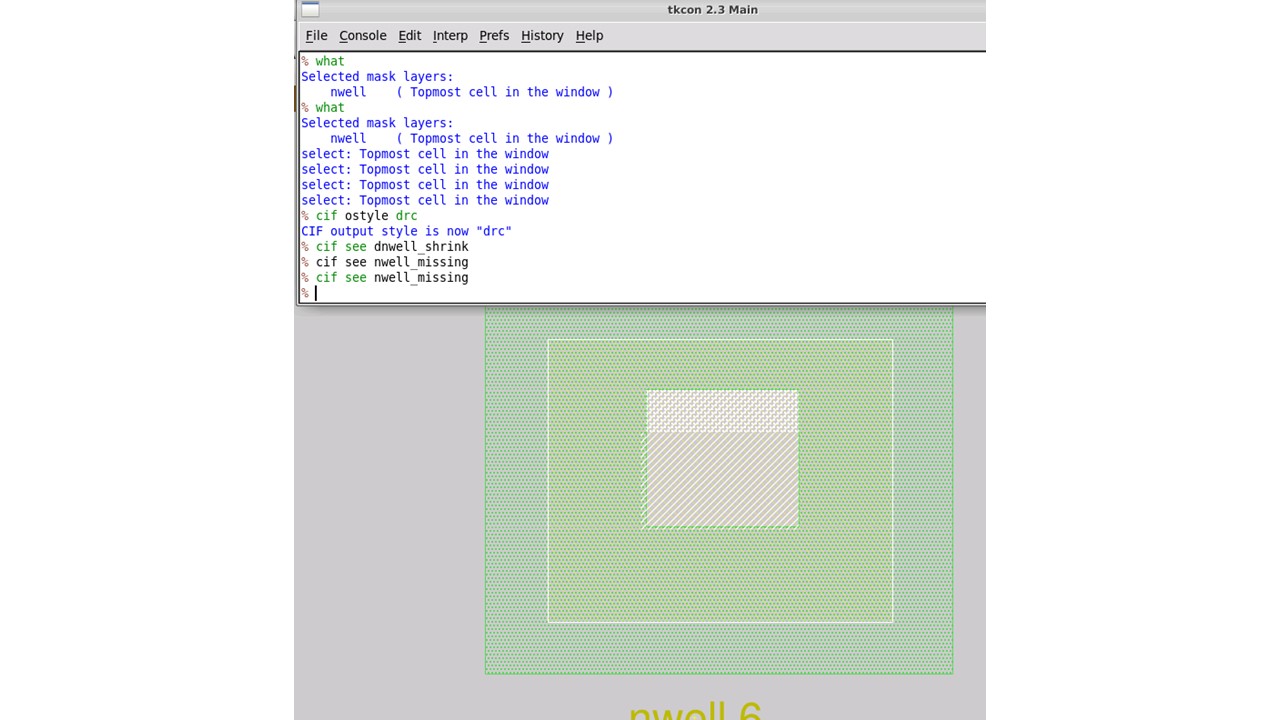 tkcon 2.3 Main
File Console Edit Interp Prefs History Help
% what
Selected mask layers:
    nwell    ( Topmost cell in the window )
% what
Selected mask layers:
    nwell    ( Topmost cell in the window )
select: Topmost cell in the window
select: Topmost cell in the window
select: Topmost cell in the window
select: Topmost cell in the window
% cif ostyle drc
CIF output style is now "drc"
% cif see dnwell_shrink
% cif see nwell_missing
% cif see nwell_missing
%
nwell 6